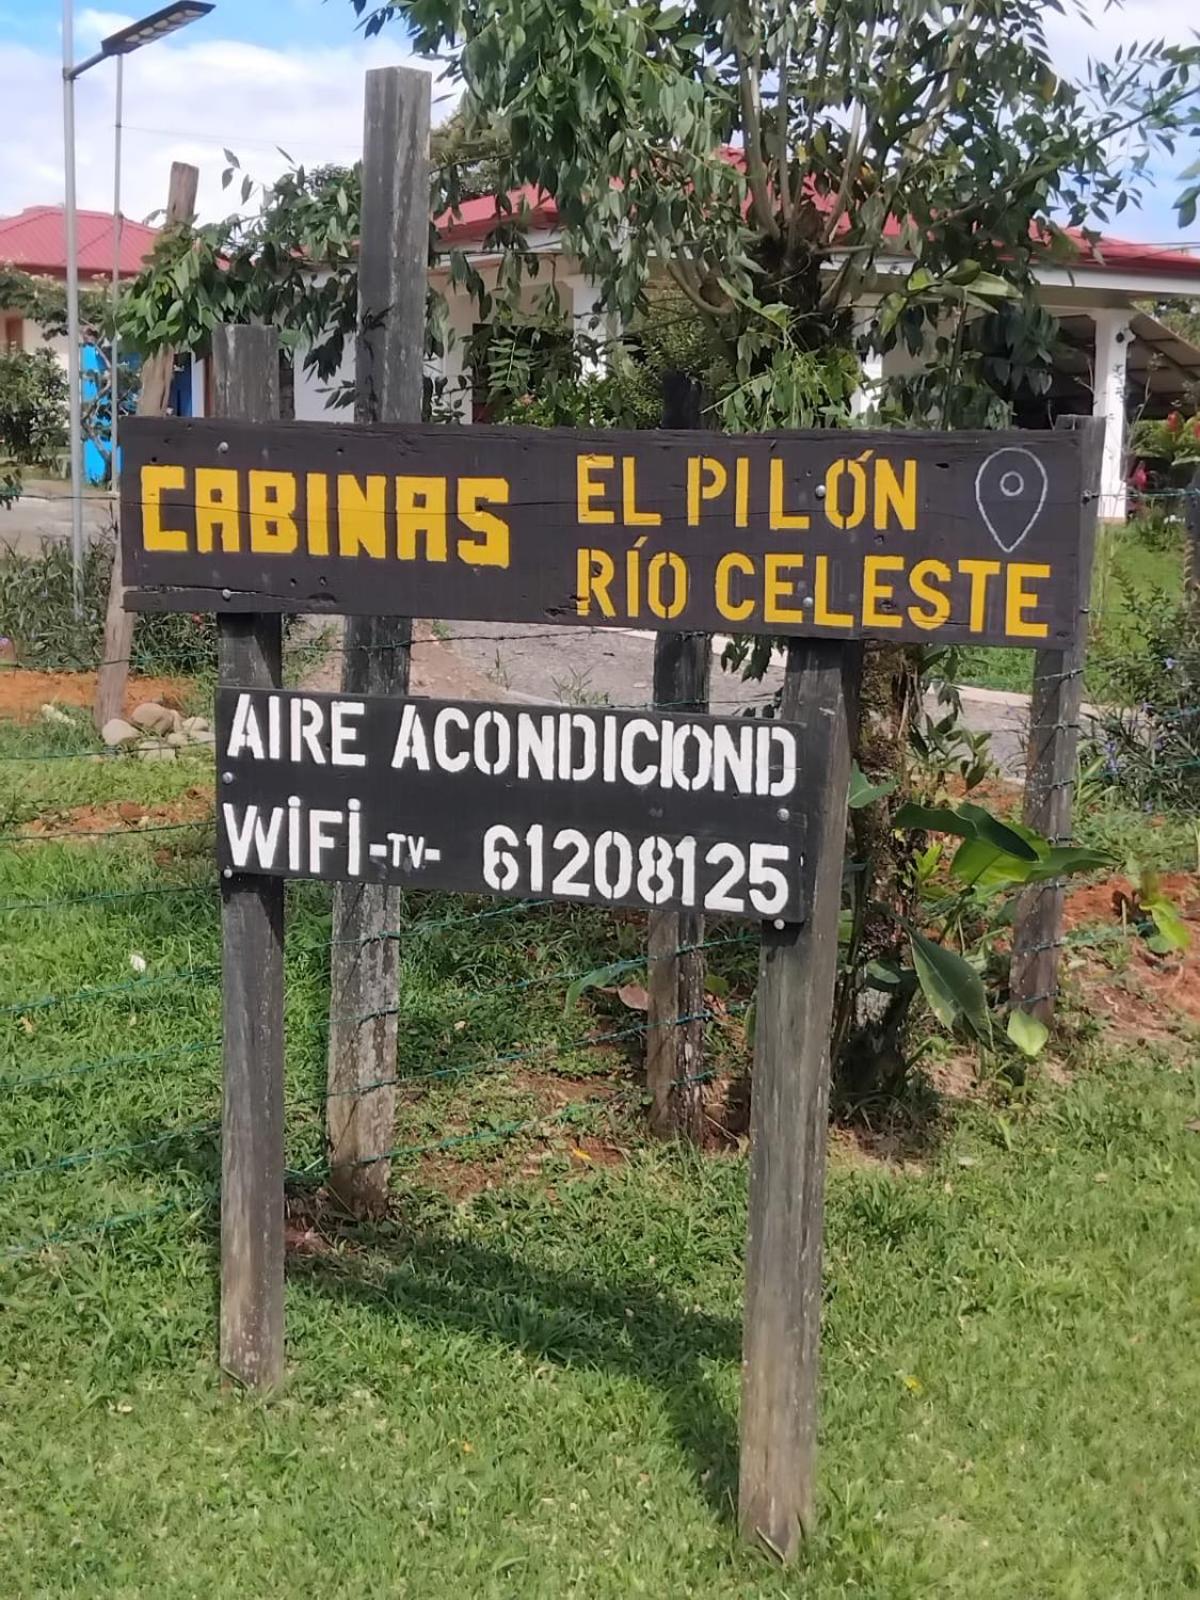 CABINAS EL PILÓN
RÍO CELESTE
AIRE ACONDICIOND
WIFI -TV- 61208125